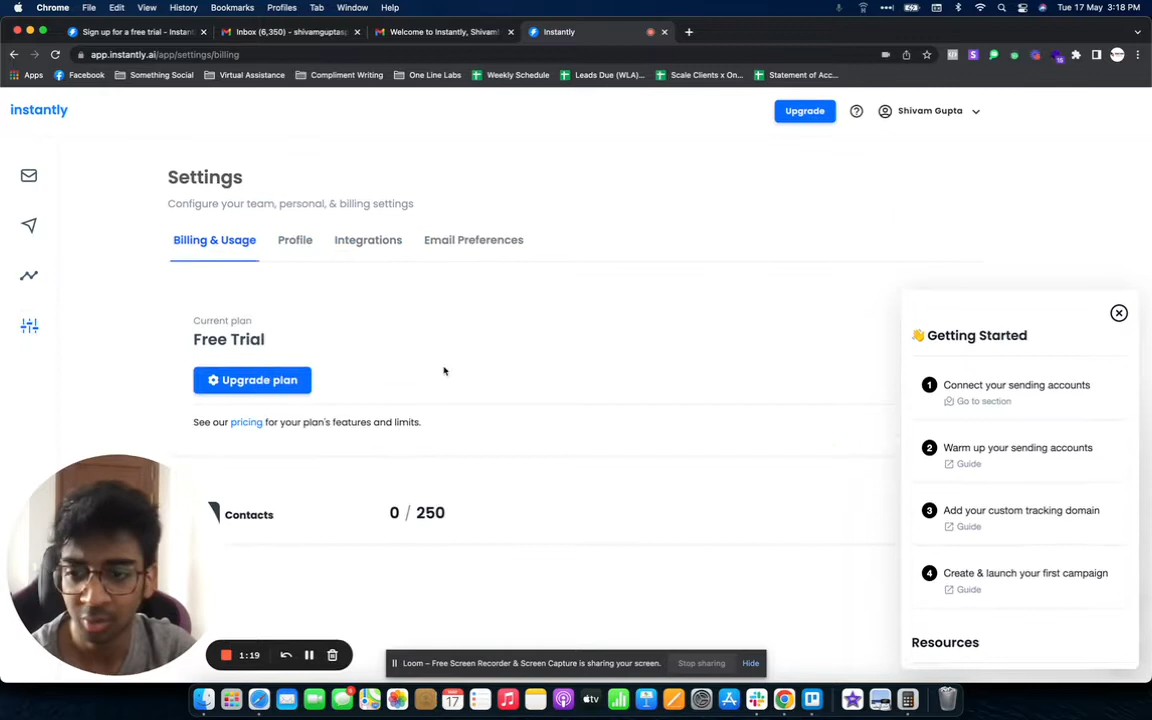 Chrome File Edit View History Bookmarks Profiles Tab Window Help Tue 17 May 3:18 PM
Sign up for a free trial - Instant Inbox (6,350) - shivamguptas Welcome to Instantly, Shivam! Instantly
app.instantly.ai/app/settings/billing
Apps Facebook Something Social Virtual Assistance Compliment Writing One Line Labs Weekly Schedule Leads Due (WLA)... Scale Clients x On... Statement of Acc...
instantly
Upgrade
Shivam Gupta
Settings
Configure your team, personal, & billing settings
Billing & Usage Profile Integrations Email Preferences
Current plan
Free Trial
Upgrade plan
See our pricing for your plan's features and limits.
Contacts 0 / 250
👋 Getting Started
1 Connect your sending accounts
Go to section
2 Warm up your sending accounts
Guide
3 Add your custom tracking domain
Guide
4 Create & launch your first campaign
Guide
Resources
1:19
Loom – Free Screen Recorder & Screen Capture is sharing your screen. Stop sharing Hide
17
tv